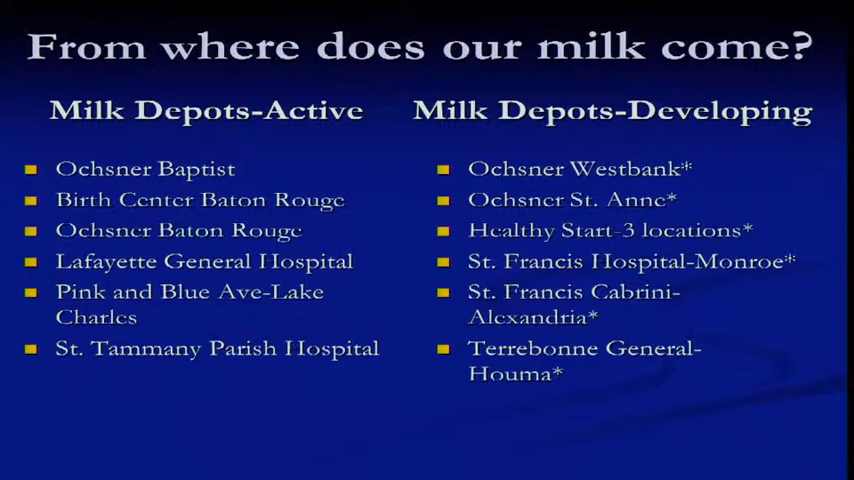 From where does our milk come?
Milk Depots-Active
Ochsner Baptist
Birth Center Baton Rouge
Ochsner Baton Rouge
Lafayette General Hospital
Pink and Blue Ave-Lake
Charles
St. Tammany Parish Hospital
Milk Depots-Developing
Ochsner Westbank*
Ochsner St. Anne*
Healthy Start-3 locations*
St. Francis Hospital-Monroe*
St. Francis Cabrini-
Alexandria*
Terrebonne General-
Houma*